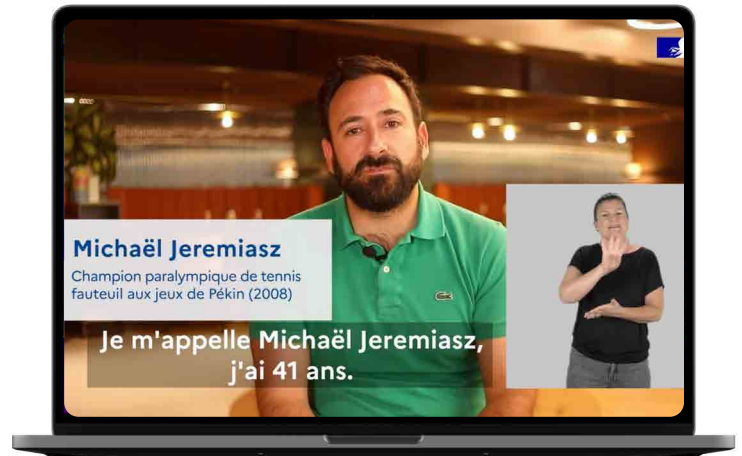 Michaël Jeremiasz
Champion paralympique de tennis
fauteuil aux jeux de Pékin (2008)
Je m'appelle Michaël Jeremiasz,
j'ai 41 ans.